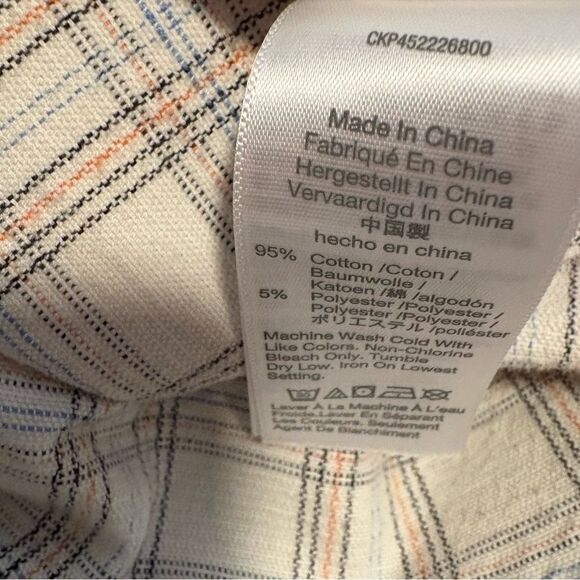 CKP452226800
Made In China
Fabriqué En Chine
Hergestellt In China
Vervaardigd In China
中国製
hecho en china
95% Cotton /Coton /
Baumwolle /
Katoen /綿 /algodón
5% Polyester /Polyester /
Polyester /Polyester /
ポリエステル /poliéster
Machine Wash Cold With
Like Colors. Non-Chlorine
Bleach Only. Tumble
Dry Low. Iron On Lowest
Setting.
Laver À La Machine À L'eau
Froide.Laver En Séparant
Les Couleurs. Seulement
Agent De Blanchiment